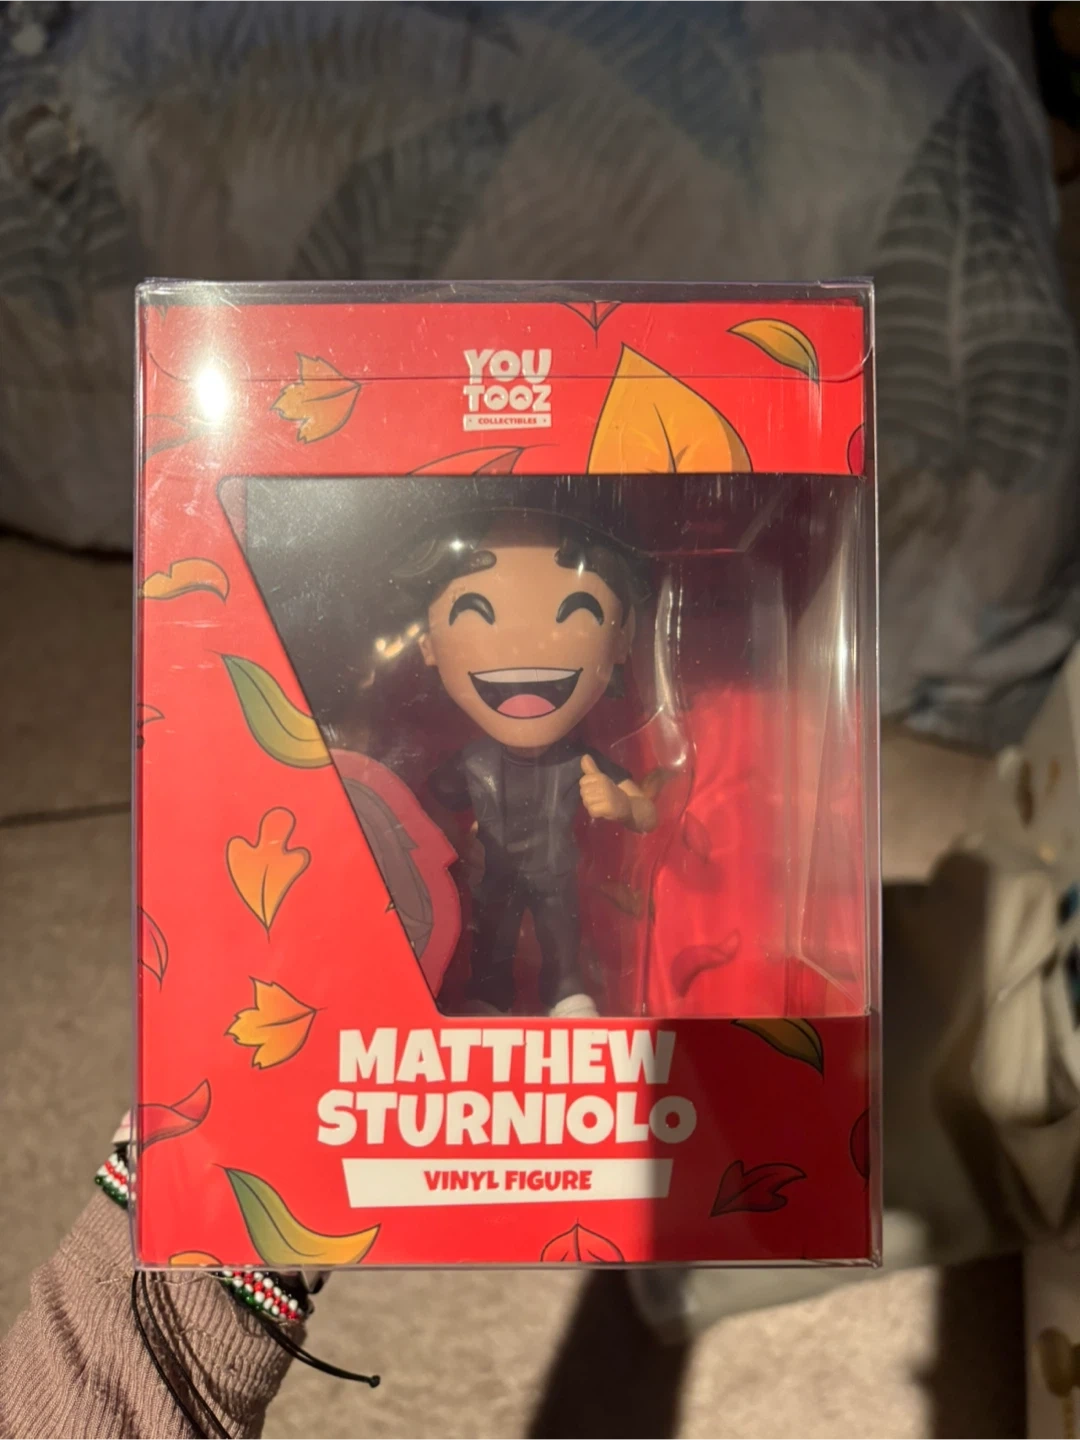 YOU
TOOZ
COLLECTIBLES
MATTHEW
STURNIOLO
VINYL FIGURE